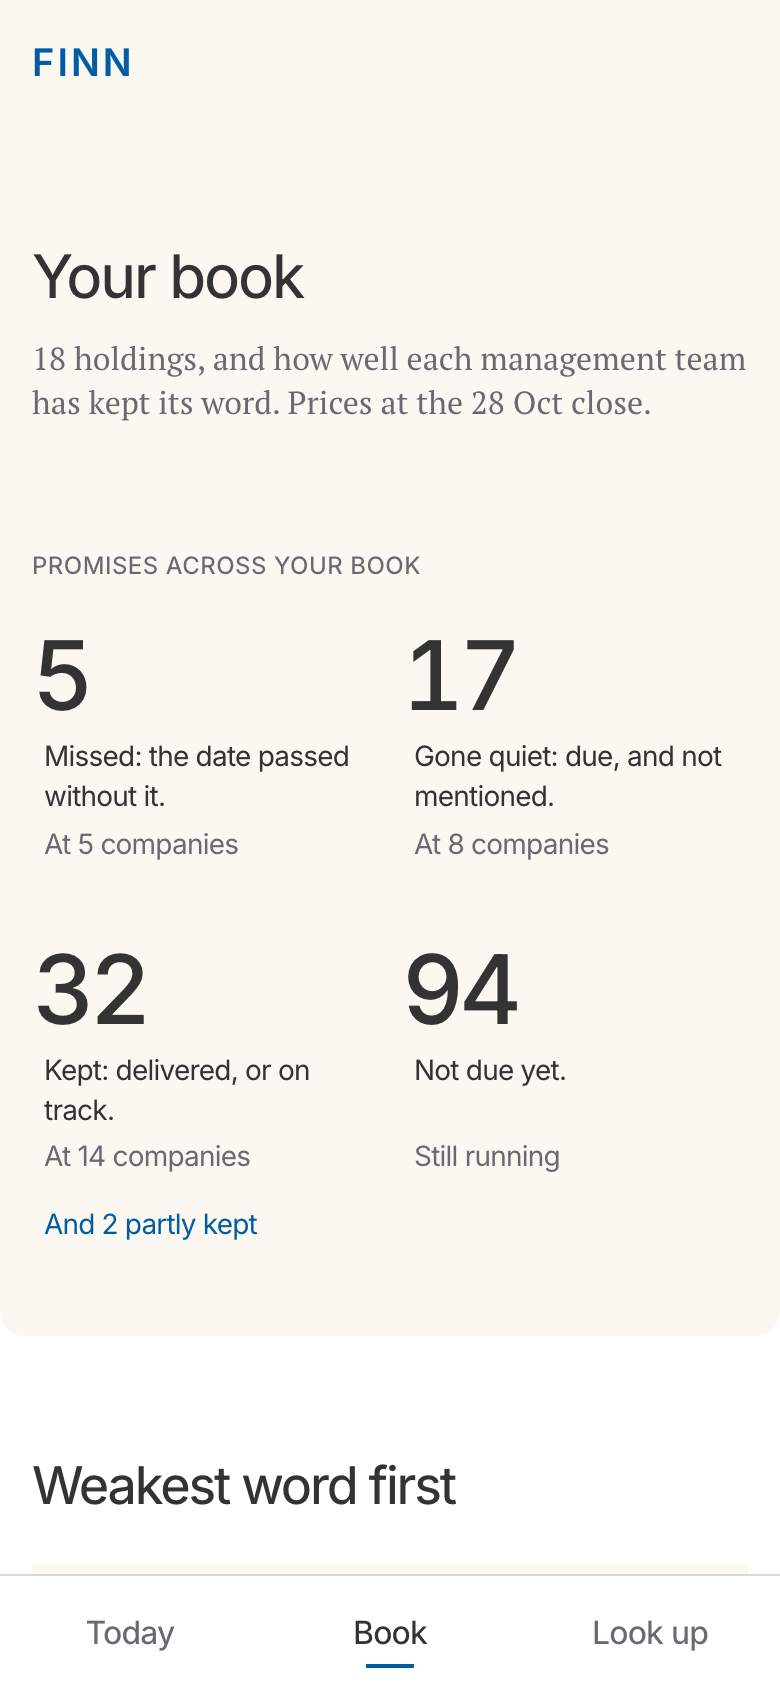 FINN
Your book
18 holdings, and how well each management team
has kept its word. Prices at the 28 Oct close.
PROMISES ACROSS YOUR BOOK
5
Missed: the date passed
without it.
At 5 companies
17
Gone quiet: due, and not
mentioned.
At 8 companies
32
Kept: delivered, or on
track.
At 14 companies
And 2 partly kept
94
Not due yet.
Still running
Weakest word first
Today
Book
Look up